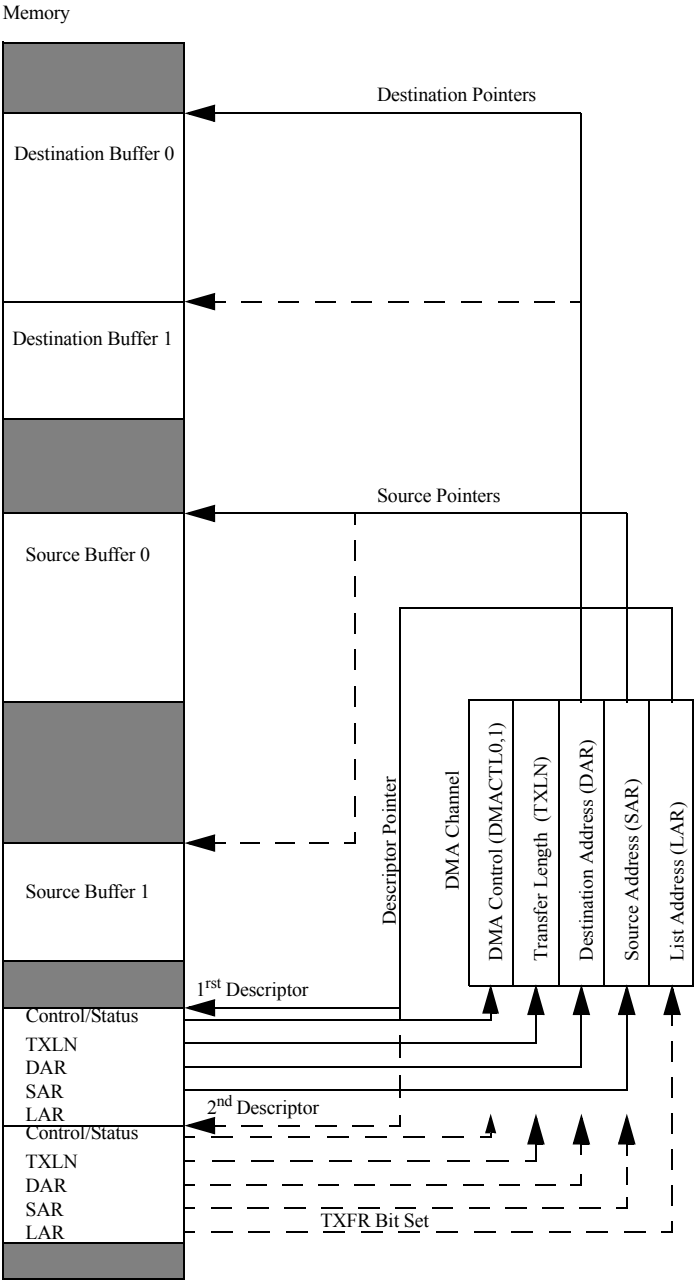 Memory
Destination Pointers
Destination Buffer 0
Destination Buffer 1
Source Pointers
Source Buffer 0
Source Buffer 1
Descriptor Pointer
DMA Channel
DMA Control (DMACTL0,1)
Transfer Length (TXLN)
Destination Address (DAR)
Source Address (SAR)
List Address (LAR)
1rst Descriptor
Control/Status
TXLN
DAR
SAR
LAR
2nd Descriptor
Control/Status
TXLN
DAR
SAR
LAR
TXFR Bit Set